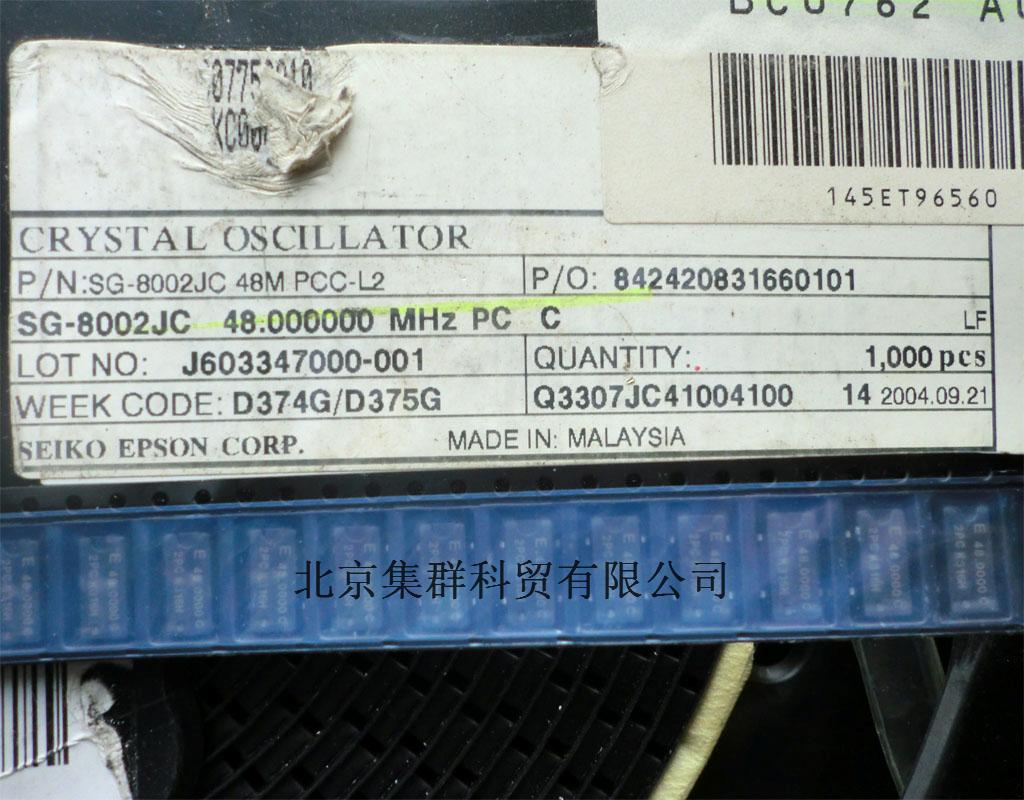 145ET96560
CRYSTAL OSCILLATOR
P/N:SG-8002JC 48M PCC-L2
P/O: 842420831660101
SG-8002JC 48.000000 MHz PC C
LF
LOT NO: J603347000-001
QUANTITY: 1,000 pcs
WEEK CODE: D374G/D375G
Q3307JC41004100 14 2004.09.21
SEIKO EPSON CORP.
MADE IN: MALAYSIA
北京集群科贸有限公司
E 48.0000 C